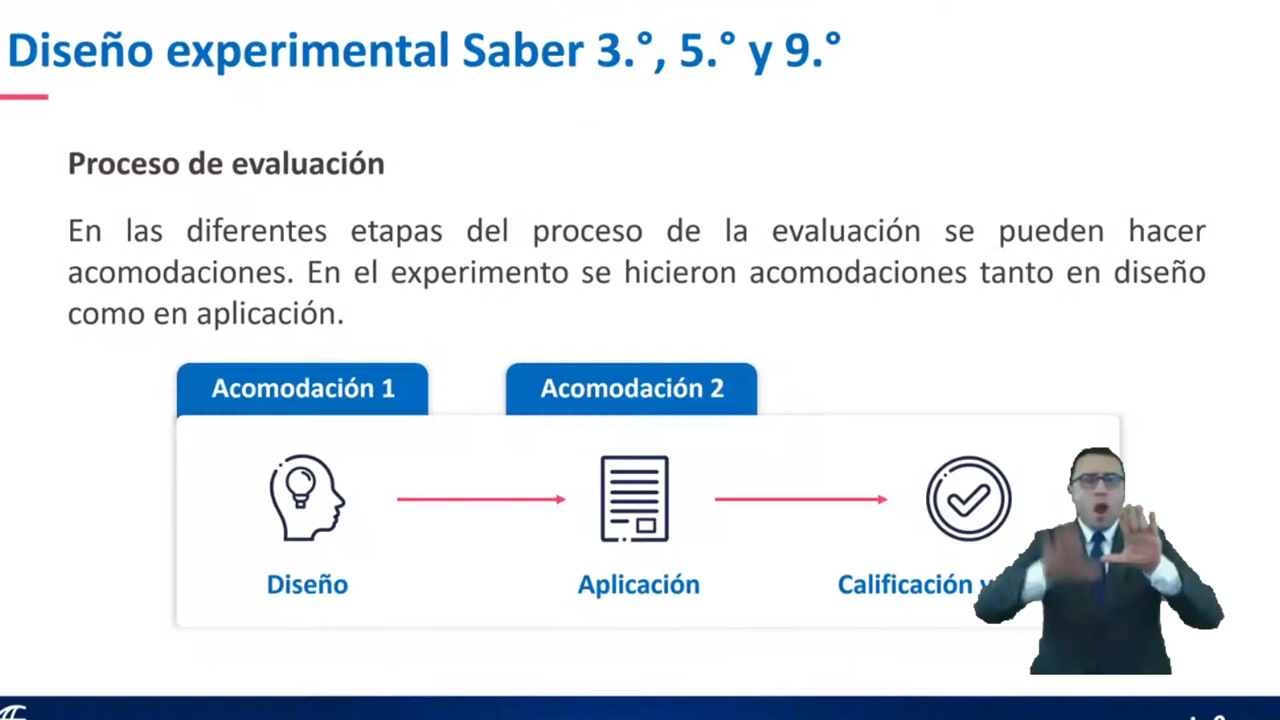 Diseño experimental Saber 3.°, 5.° y 9.°
Proceso de evaluación
En las diferentes etapas del proceso de la evaluación se pueden hacer
acomodaciones. En el experimento se hicieron acomodaciones tanto en diseño
como en aplicación.
Acomodación 1
Acomodación 2
Diseño
Aplicación
Calificación y